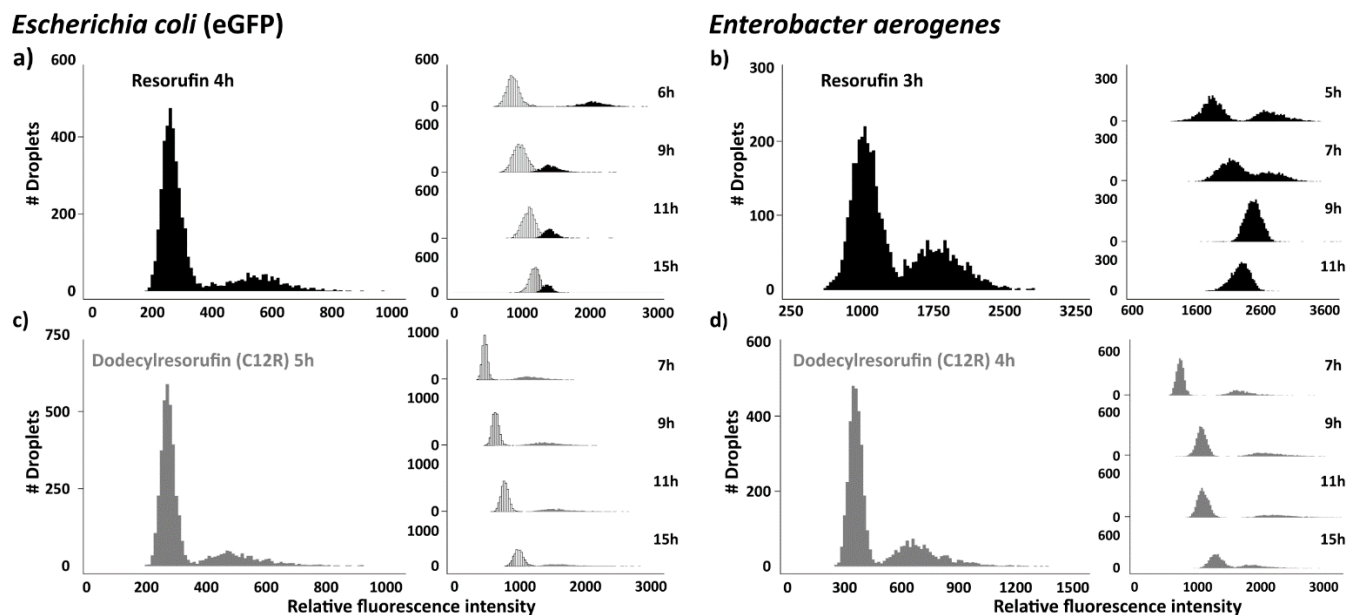 Escherichia coli (eGFP)
Enterobacter aerogenes
a)
600
400
200
0
# Droplets
Resorufin 4h
0 200 400 600 800 1000
600
0
6h
600
0
9h
600
0
11h
600
0
15h
0 1000 2000 3000
b)
300
200
100
0
# Droplets
Resorufin 3h
250 1000 1750 2500 3250
300
0
5h
300
0
7h
300
0
9h
300
0
11h
600 1600 2600 3600
c)
750
500
250
0
# Droplets
Dodecylresorufin (C12R) 5h
0 200 400 600 800 1000
1000
0
7h
1000
0
9h
1000
0
11h
1000
0
15h
0 1000 2000 3000
Relative fluorescence intensity
d)
600
400
200
0
# Droplets
Dodecylresorufin (C12R) 4h
0 300 600 900 1200 1500
600
0
7h
600
0
9h
600
0
11h
600
0
15h
0 1000 2000 3000
Relative fluorescence intensity